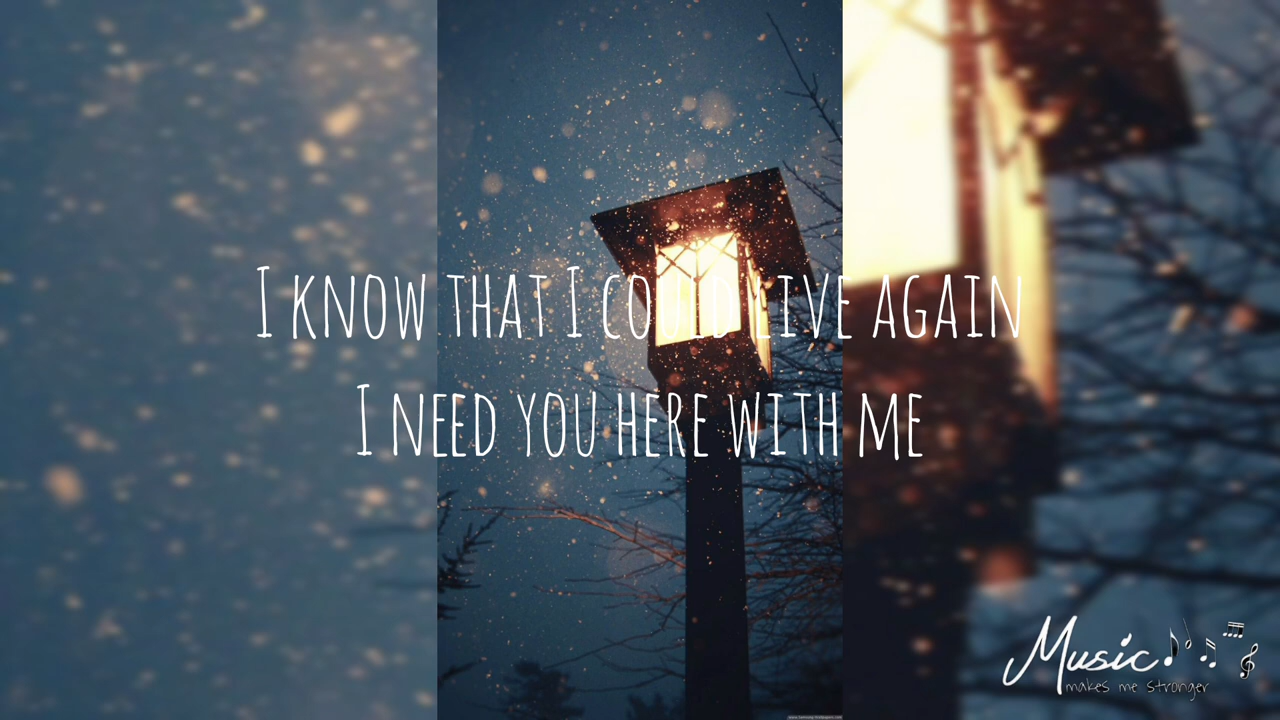 I KNOW THAT I COULD LIVE AGAIN
I NEED YOU HERE WITH ME
Music
makes me stronger